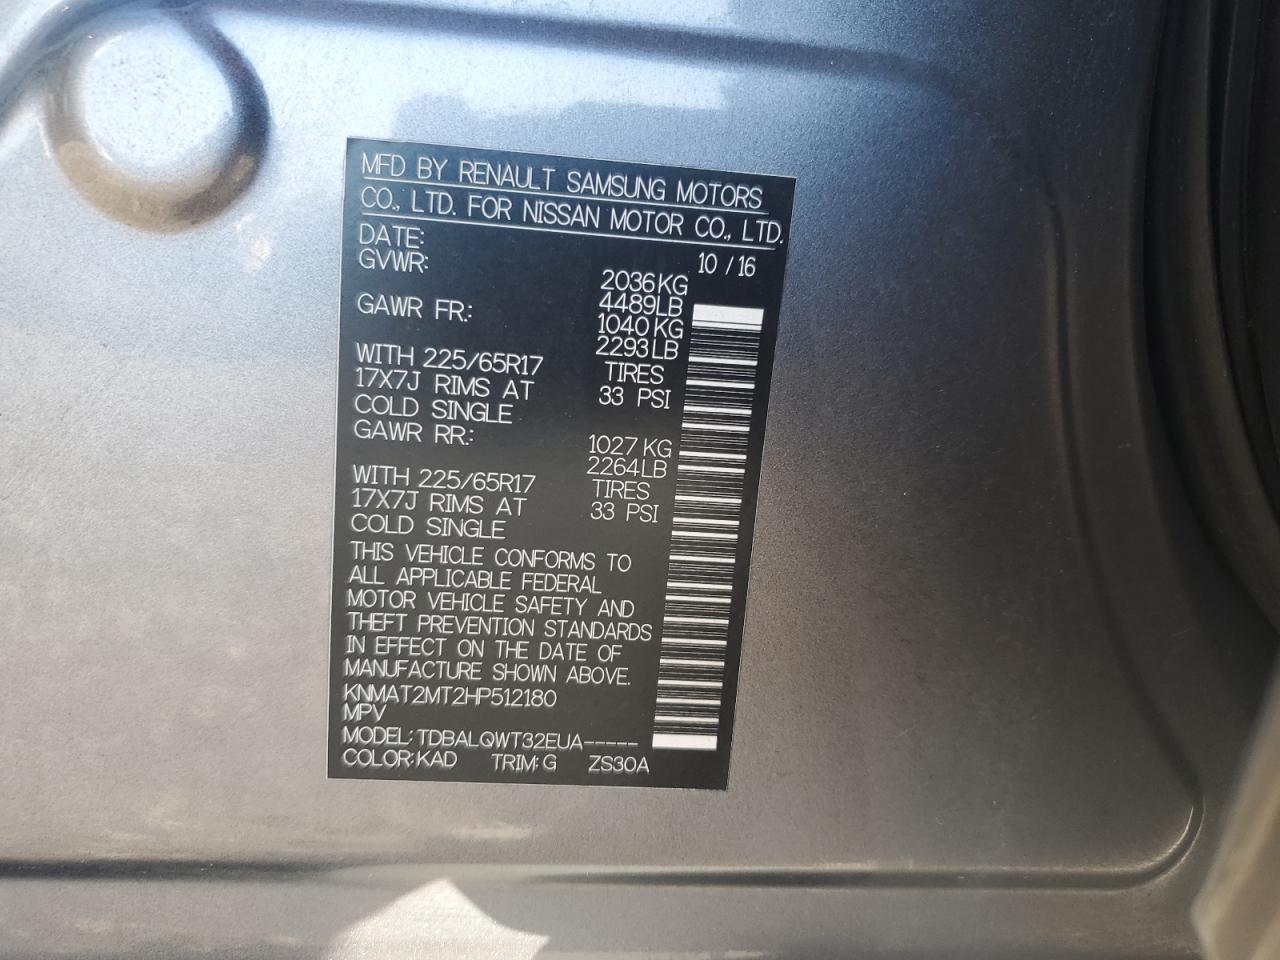 MFD BY RENAULT SAMSUNG MOTORS
CO., LTD. FOR NISSAN MOTOR CO., LTD.
DATE: 10 / 16
GVWR: 2036KG
4489LB
GAWR FR.: 1040KG
2293LB
WITH 225/65R17 TIRES
17X7J RIMS AT 33 PSI
COLD SINGLE
GAWR RR.: 1027KG
2264LB
WITH 225/65R17 TIRES
17X7J RIMS AT 33 PSI
COLD SINGLE
THIS VEHICLE CONFORMS TO
ALL APPLICABLE FEDERAL
MOTOR VEHICLE SAFETY AND
THEFT PREVENTION STANDARDS
IN EFFECT ON THE DATE OF
MANUFACTURE SHOWN ABOVE.
KNMAT2MT2HP512180
MPV
MODEL: TDBALQWT32EUA-----
COLOR:KAD TRIM: G ZS30A